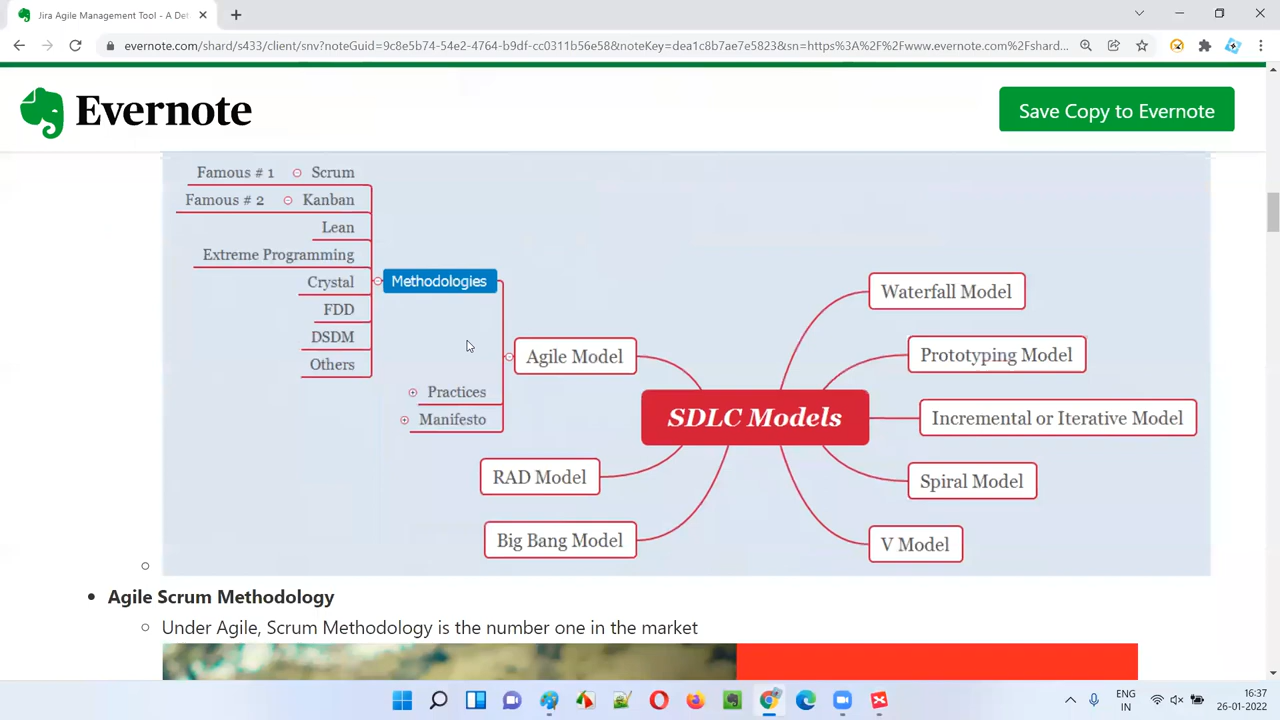 Jira Agile Management Tool - A Det
evernote.com/shard/s433/client/snv?noteGuid=9c8e5b74-54e2-4764-b9df-cc0311b56e58&noteKey=dea1c8b7ae765823&sn=https%3A%2F%2Fwww.evernote.com%2Fshard...
Evernote
Save Copy to Evernote
Famous # 1 Scrum
Famous # 2 Kanban
Lean
Extreme Programming
Crystal
FDD
DSDM
Others
Methodologies
Practices
Manifesto
Agile Model
RAD Model
Big Bang Model
SDLC Models
Waterfall Model
Prototyping Model
Incremental or Iterative Model
Spiral Model
V Model
Agile Scrum Methodology
Under Agile, Scrum Methodology is the number one in the market
ENG
IN
16:37
26-01-2022